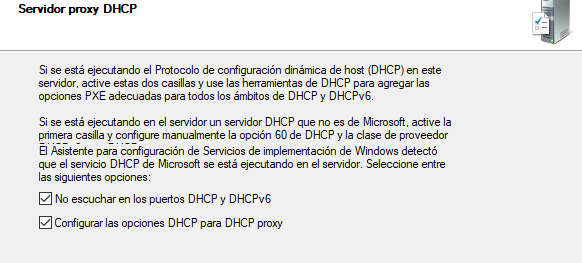 Servidor proxy DHCP
Si se está ejecutando el Protocolo de configuración dinámica de host (DHCP) en este
servidor, active estas dos casillas y use las herramientas de DHCP para agregar las
opciones PXE adecuadas para todos los ámbitos de DHCP y DHCPv6.
Si se está ejecutando en el servidor un servidor DHCP que no es de Microsoft, active la
primera casilla y configure manualmente la opción 60 de DHCP y la clase de proveedor
El Asistente para configuración de Servicios de implementación de Windows detectó
que el servicio DHCP de Microsoft se está ejecutando en el servidor. Seleccione entre
las siguientes opciones:
No escuchar en los puertos DHCP y DHCPv6
Configurar las opciones DHCP para DHCP proxy